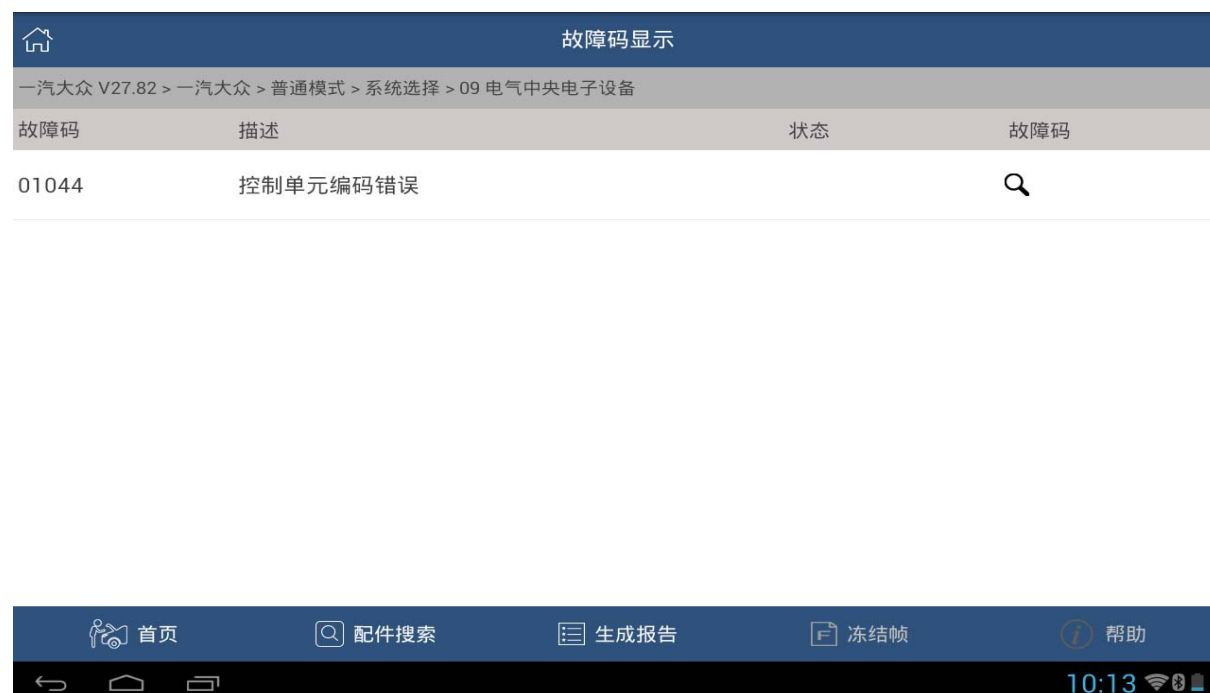 故障码显示
一汽大众 V27.82 > 一汽大众 > 普通模式 > 系统选择 > 09 电气中央电子设备
故障码 描述 状态 故障码
01044 控制单元编码错误
首页 配件搜索 生成报告 F 冻结帧 i 帮助
10:13